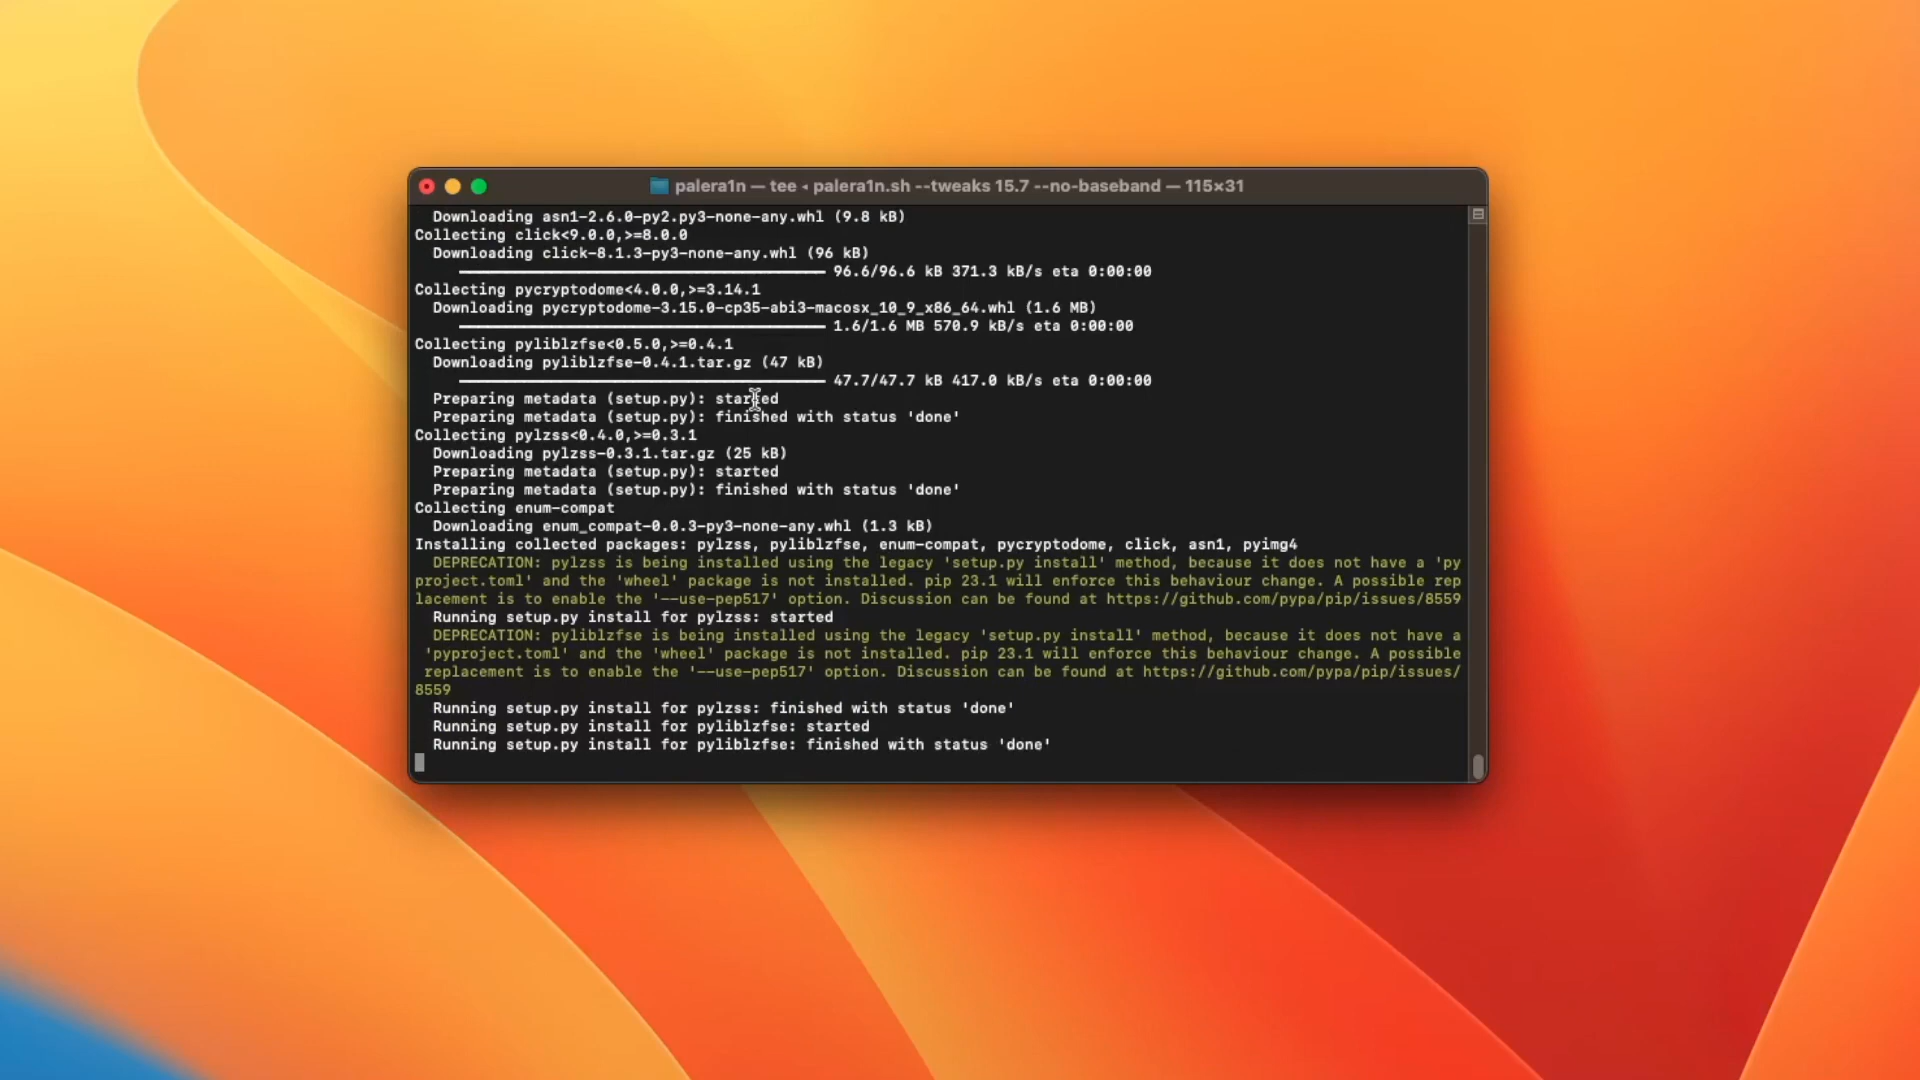 palera1n — tee ◂ palera1n.sh --tweaks 15.7 --no-baseband — 115×31
Downloading asn1-2.6.0-py2.py3-none-any.whl (9.8 kB)
Collecting click<9.0.0,>=8.0.0
Downloading click-8.1.3-py3-none-any.whl (96 kB)
96.6/96.6 kB 371.3 kB/s eta 0:00:00
Collecting pycryptodome<4.0.0,>=3.14.1
Downloading pycryptodome-3.15.0-cp35-abi3-macosx_10_9_x86_64.whl (1.6 MB)
1.6/1.6 MB 570.9 kB/s eta 0:00:00
Collecting pyliblzfse<0.5.0,>=0.4.1
Downloading pyliblzfse-0.4.1.tar.gz (47 kB)
47.7/47.7 kB 417.0 kB/s eta 0:00:00
Preparing metadata (setup.py): started
Preparing metadata (setup.py): finished with status 'done'
Collecting pylzss<0.4.0,>=0.3.1
Downloading pylzss-0.3.1.tar.gz (25 kB)
Preparing metadata (setup.py): started
Preparing metadata (setup.py): finished with status 'done'
Collecting enum-compat
Downloading enum_compat-0.0.3-py3-none-any.whl (1.3 kB)
Installing collected packages: pylzss, pyliblzfse, enum-compat, pycryptodome, click, asn1, pyimg4
DEPRECATION: pylzss is being installed using the legacy 'setup.py install' method, because it does not have a 'py
project.toml' and the 'wheel' package is not installed. pip 23.1 will enforce this behaviour change. A possible rep
lacement is to enable the '--use-pep517' option. Discussion can be found at https://github.com/pypa/pip/issues/8559
Running setup.py install for pylzss: started
DEPRECATION: pyliblzfse is being installed using the legacy 'setup.py install' method, because it does not have a
'pyproject.toml' and the 'wheel' package is not installed. pip 23.1 will enforce this behaviour change. A possible
replacement is to enable the '--use-pep517' option. Discussion can be found at https://github.com/pypa/pip/issues/
8559
Running setup.py install for pylzss: finished with status 'done'
Running setup.py install for pyliblzfse: started
Running setup.py install for pyliblzfse: finished with status 'done'